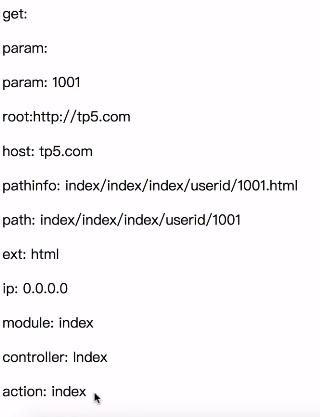 get:
param:
param: 1001
root:http://tp5.com
host: tp5.com
pathinfo: index/index/index/userid/1001.html
path: index/index/index/userid/1001
ext: html
ip: 0.0.0.0
module: index
controller: Index
action: index